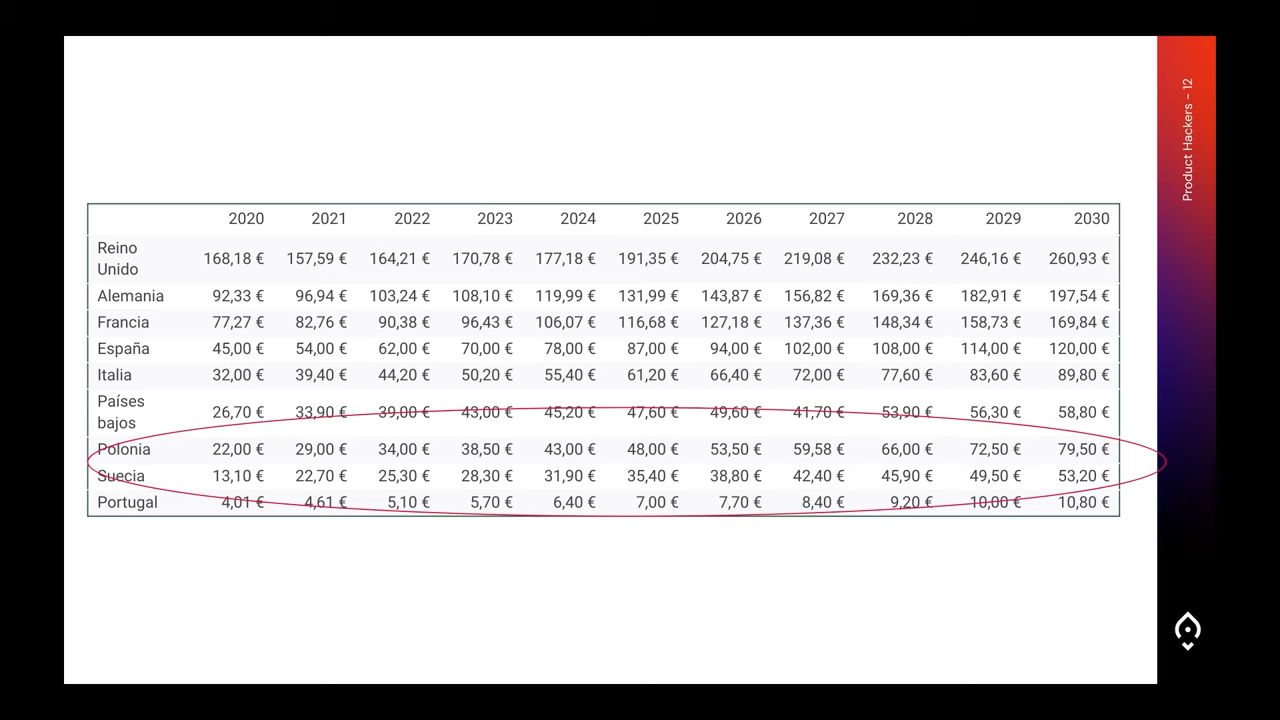 2020 2021 2022 2023 2024 2025 2026 2027 2028 2029 2030
Reino
Unido 168,18 € 157,59 € 164,21 € 170,78 € 177,18 € 191,35 € 204,75 € 219,08 € 232,23 € 246,16 € 260,93 €
Alemania 92,33 € 96,94 € 103,24 € 108,10 € 119,99 € 131,99 € 143,87 € 156,82 € 169,36 € 182,91 € 197,54 €
Francia 77,27 € 82,76 € 90,38 € 96,43 € 106,07 € 116,68 € 127,18 € 137,36 € 148,34 € 158,73 € 169,84 €
España 45,00 € 54,00 € 62,00 € 70,00 € 78,00 € 87,00 € 94,00 € 102,00 € 108,00 € 114,00 € 120,00 €
Italia 32,00 € 39,40 € 44,20 € 50,20 € 55,40 € 61,20 € 66,40 € 72,00 € 77,60 € 83,60 € 89,80 €
Países
bajos 26,70 € 33,90 € 39,00 € 43,00 € 45,20 € 47,60 € 49,60 € 41,70 € 53,90 € 56,30 € 58,80 €
Polonia 22,00 € 29,00 € 34,00 € 38,50 € 43,00 € 48,00 € 53,50 € 59,58 € 66,00 € 72,50 € 79,50 €
Suecia 13,10 € 22,70 € 25,30 € 28,30 € 31,90 € 35,40 € 38,80 € 42,40 € 45,90 € 49,50 € 53,20 €
Portugal 4,01 € 4,61 € 5,10 € 5,70 € 6,40 € 7,00 € 7,70 € 8,40 € 9,20 € 10,00 € 10,80 €
Product Hackers – 12